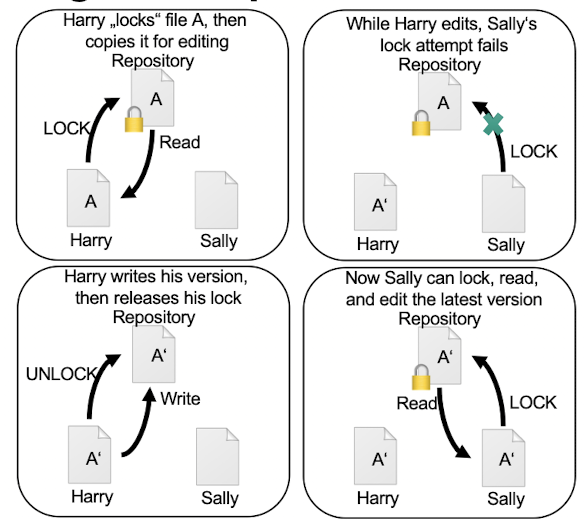 Harry „locks“ file A, then
copies it for editing
Repository
A
LOCK
Read
A
Harry
Sally
While Harry edits, Sally‘s
lock attempt fails
Repository
A
LOCK
A‘
Harry
Sally
Harry writes his version,
then releases his lock
Repository
A‘
UNLOCK
Write
A‘
Harry
Sally
Now Sally can lock, read,
and edit the latest version
Repository
A‘
Read
LOCK
A‘
A‘
Harry
Sally